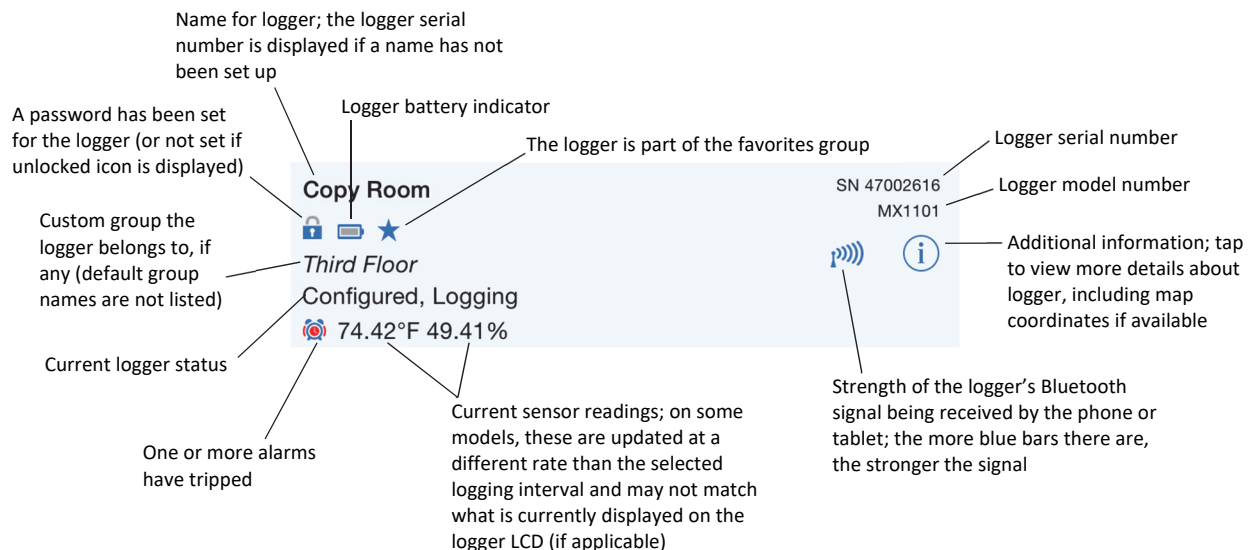 Name for logger; the logger serial
number is displayed if a name has not
been set up
A password has been set
for the logger (or not set if
unlocked icon is displayed)
Logger battery indicator
The logger is part of the favorites group
Logger serial number
Logger model number
Copy Room
SN 47002616
MX1101
Custom group the
logger belongs to, if
any (default group
names are not listed)
Third Floor
Configured, Logging
74.42°F 49.41%
i
Additional information; tap
to view more details about
logger, including map
coordinates if available
Current logger status
One or more alarms
have tripped
Current sensor readings; on some
models, these are updated at a
different rate than the selected
logging interval and may not match
what is currently displayed on the
logger LCD (if applicable)
Strength of the logger’s Bluetooth
signal being received by the phone or
tablet; the more blue bars there are,
the stronger the signal